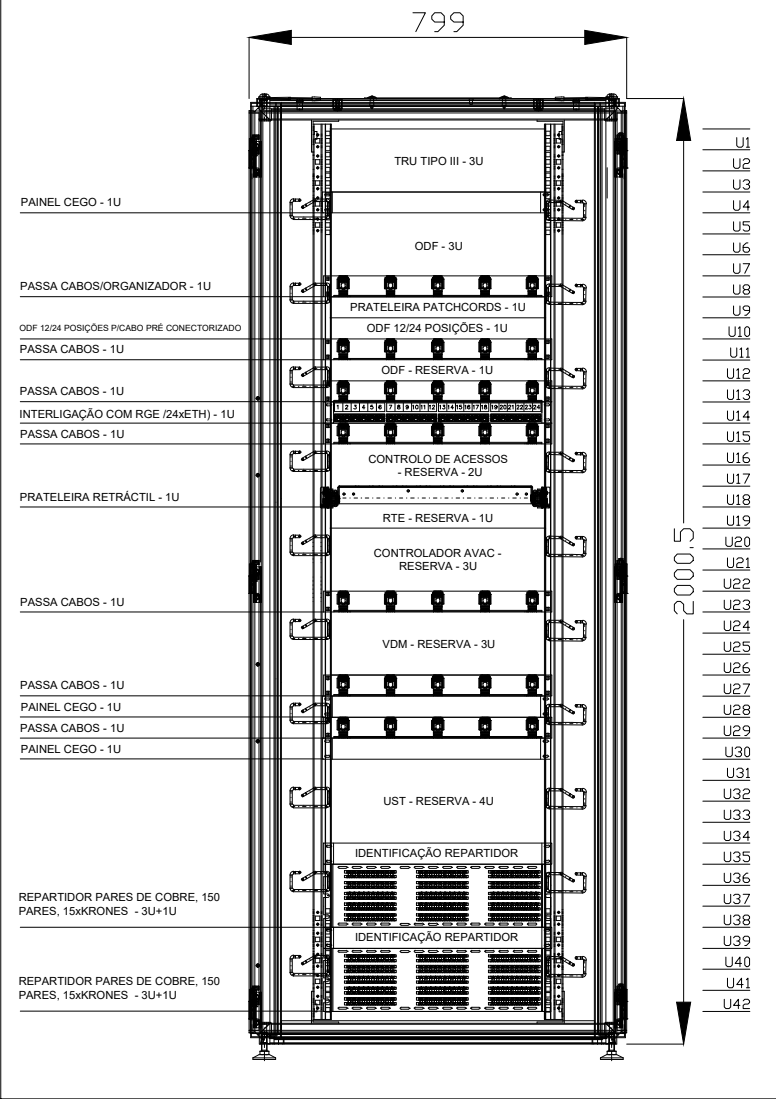 799
TRU TIPO III - 3U
PAINEL CEGO - 1U
ODF - 3U
PASSA CABOS/ORGANIZADOR - 1U
PRATELEIRA PATCHCORDS - 1U
ODF 12/24 POSIÇÕES P/CABO PRÉ CONECTORIZADO
ODF 12/24 POSIÇÕES - 1U
PASSA CABOS - 1U
ODF - RESERVA - 1U
PASSA CABOS - 1U
INTERLIGAÇÃO COM RGE /24xETH) - 1U
1 2 3 4 5 6 7 8 9 10 11 12 13 14 15 16 17 18 19 20 21 22 23 24
PASSA CABOS - 1U
CONTROLO DE ACESSOS
- RESERVA - 2U
PRATELEIRA RETRÁCTIL - 1U
RTE - RESERVA - 1U
CONTROLADOR AVAC -
RESERVA - 3U
PASSA CABOS - 1U
VDM - RESERVA - 3U
PASSA CABOS - 1U
PAINEL CEGO - 1U
PASSA CABOS - 1U
PAINEL CEGO - 1U
UST - RESERVA - 4U
IDENTIFICAÇÃO REPARTIDOR
REPARTIDOR PARES DE COBRE, 150
PARES, 15xKRONES - 3U+1U
IDENTIFICAÇÃO REPARTIDOR
REPARTIDOR PARES DE COBRE, 150
PARES, 15xKRONES - 3U+1U
2000,5
U1
U2
U3
U4
U5
U6
U7
U8
U9
U10
U11
U12
U13
U14
U15
U16
U17
U18
U19
U20
U21
U22
U23
U24
U25
U26
U27
U28
U29
U30
U31
U32
U33
U34
U35
U36
U37
U38
U39
U40
U41
U42